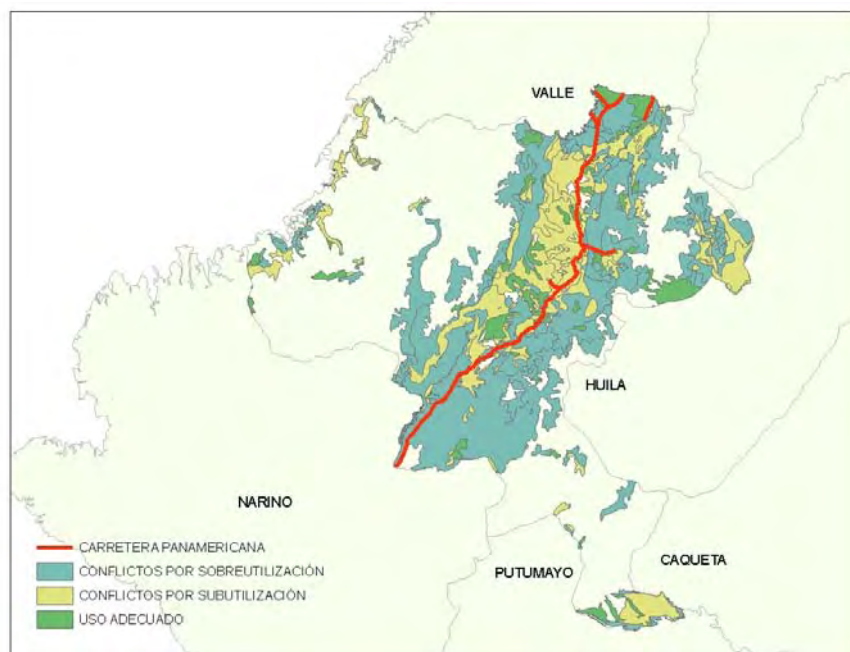 VALLE
HUILA
NARINO
CARRETERA PANAMERICANA
CONFLICTOS POR SOBREUTILIZACIÓN
CAQUETA
PUTUMAYO
CONFLICTOS POR SUBUTILIZACIÓN
USO ADECUADO